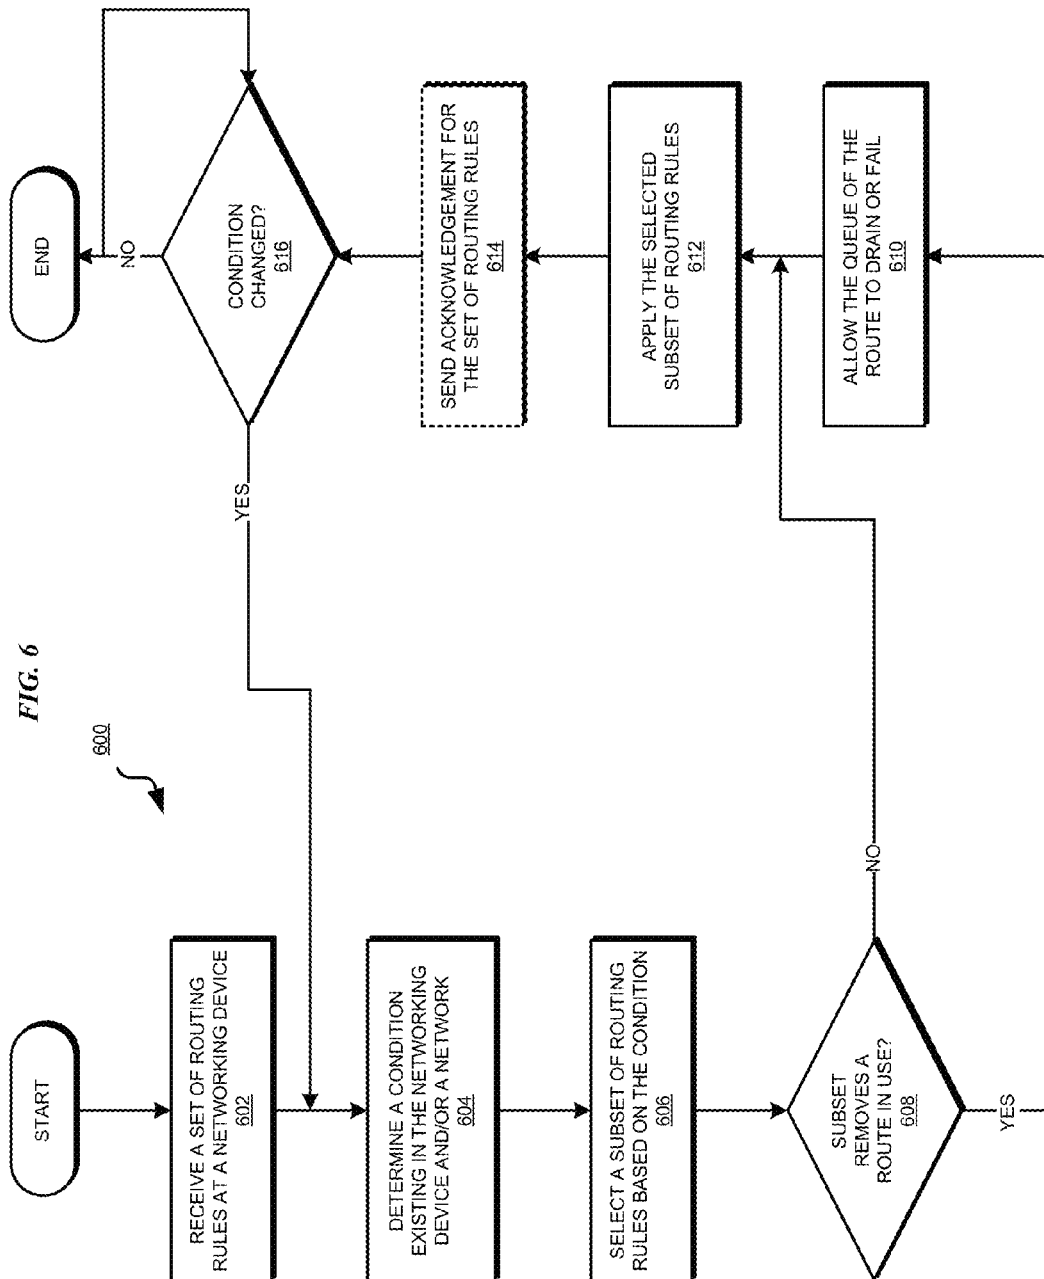 FIG. 6
600
START
RECEIVE A SET OF ROUTING
RULES AT A NETWORKING DEVICE
602
DETERMINE A CONDITION
EXISTING IN THE NETWORKING
DEVICE AND/OR A NETWORK
604
SELECT A SUBSET OF ROUTING
RULES BASED ON THE CONDITION
606
SUBSET
REMOVES A
ROUTE IN USE?
608
YES
NO
ALLOW THE QUEUE OF THE
ROUTE TO DRAIN OR FAIL
610
APPLY THE SELECTED
SUBSET OF ROUTING RULES
612
SEND ACKNOWLEDGEMENT FOR
THE SET OF ROUTING RULES
614
CONDITION
CHANGED?
616
YES
NO
END